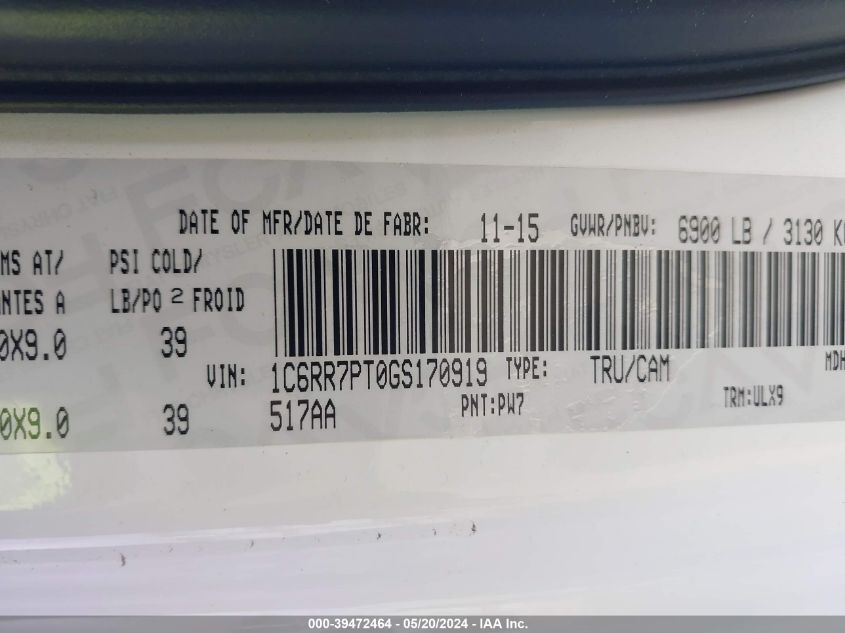 DATE OF MFR/DATE DE FABR: 11-15 GVWR/PNBV: 6900 LB / 3130 KG
MS AT/ PSI COLD/
NTES A LB/PO 2 FROID
0X9.0 39
VIN: 1C6RR7PT0GS170919 TYPE: TRU/CAM MDH
0X9.0 39 517AA PNT:PW7 TRM:ULX9
000-39472464 - 05/20/2024 - IAA Inc.